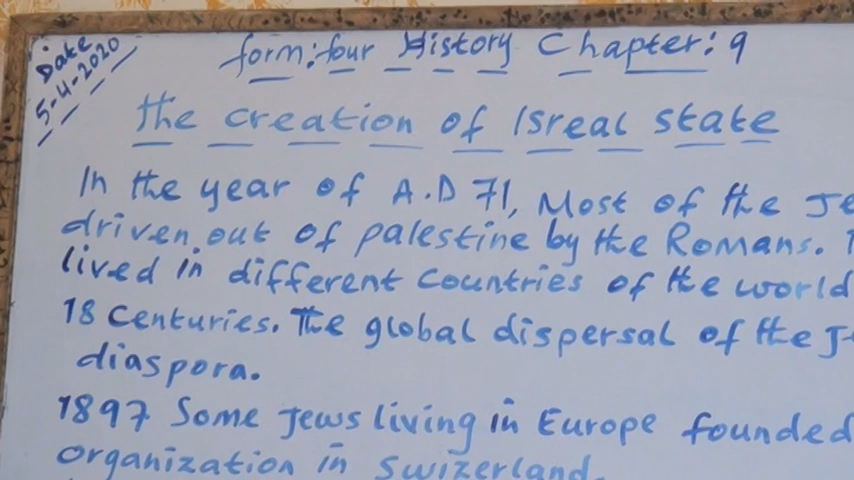 Date
5-4-2020
form:four History Chapter: 9
The creation of Isreal state
In the year of A.D 71, Most of the Je
driven out of palestine by the Romans.
lived in different countries of the world
18 centuries. The global dispersal of the J
diaspora.
1897 Some Jews living in Europe founded
organization in Swizerland.